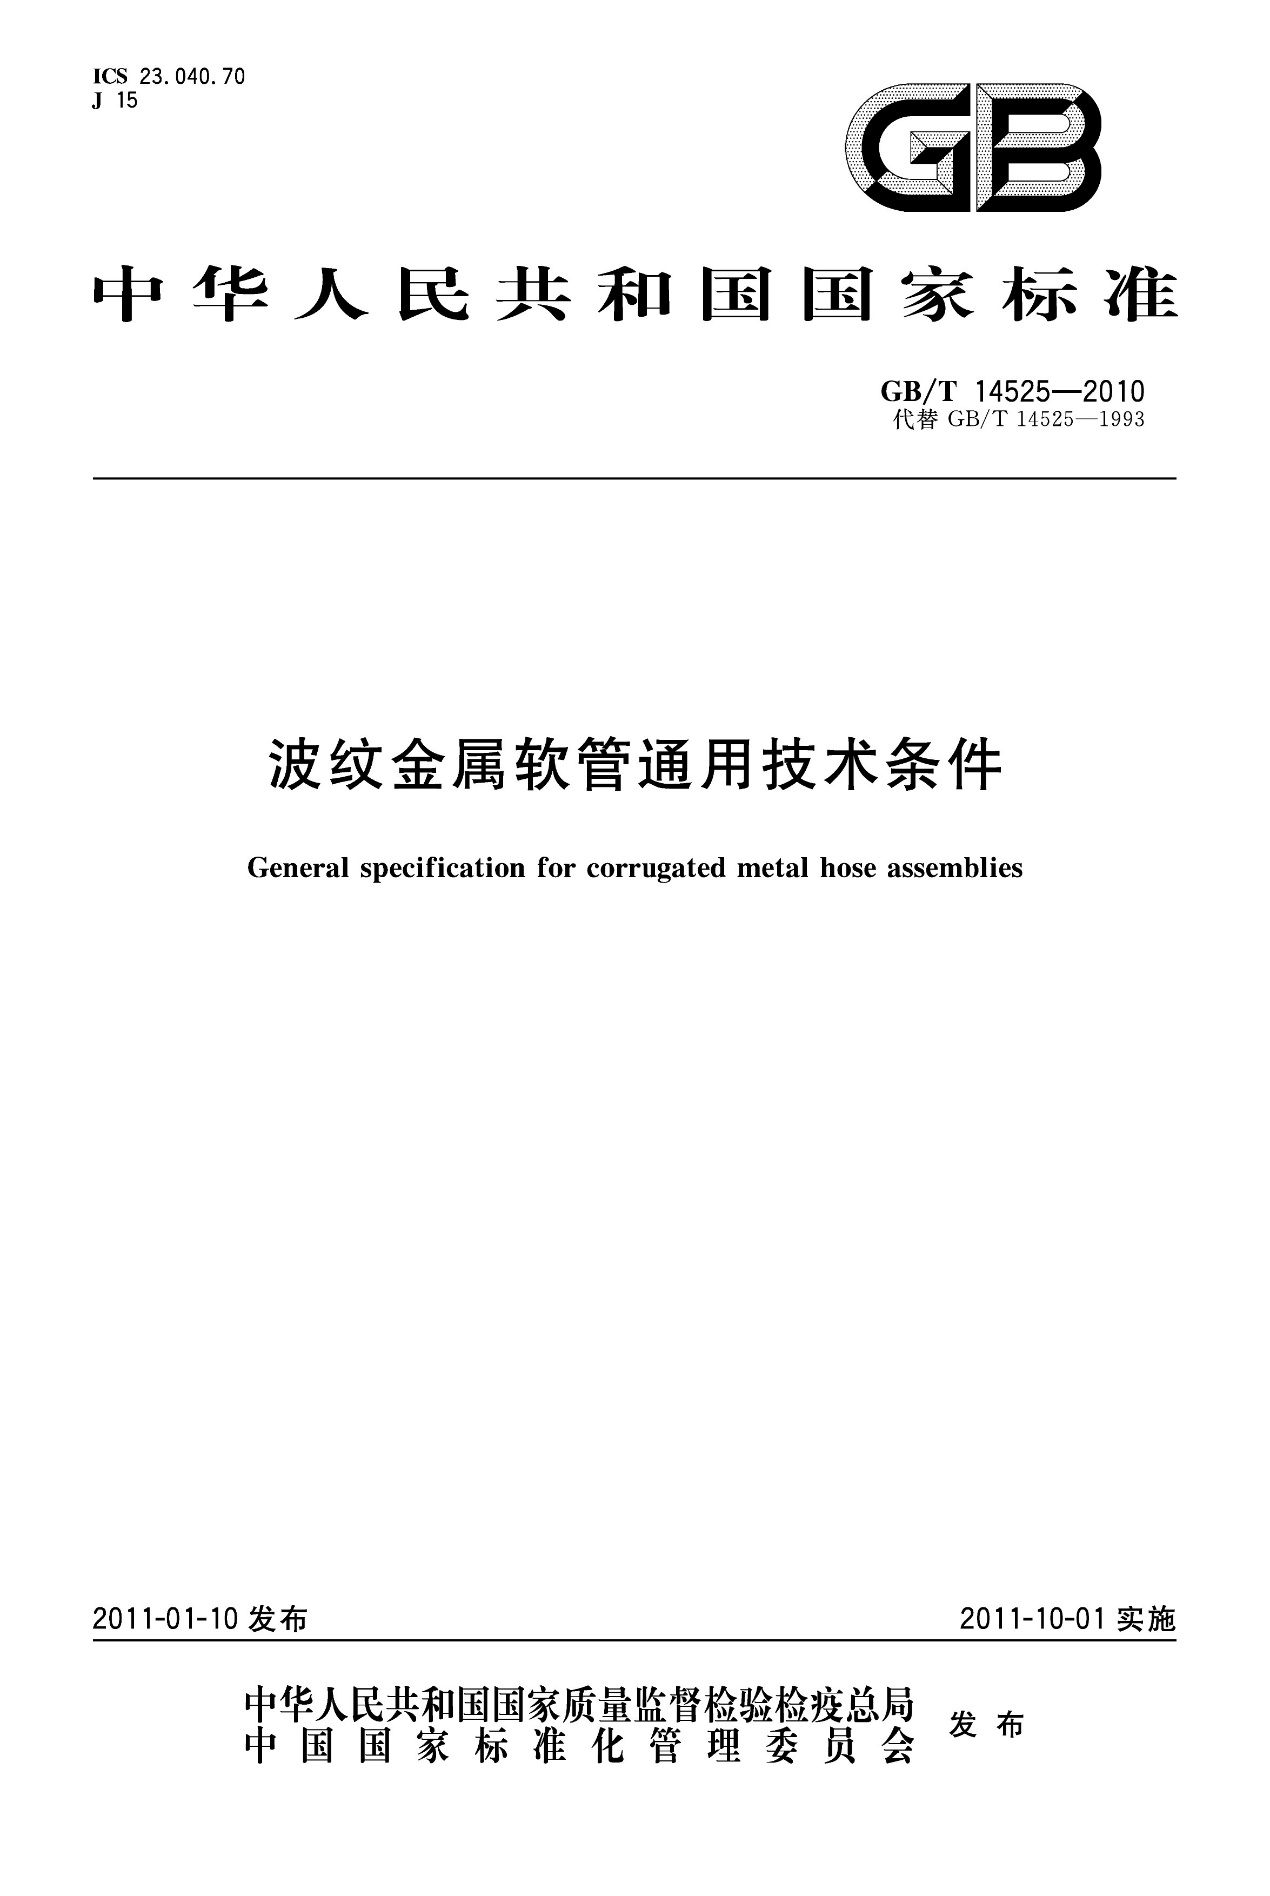 ICS 23.040.70
J 15
GB
中华人民共和国国家标准
GB/T 14525—2010
代替 GB/T 14525—1993
波纹金属软管通用技术条件
General specification for corrugated metal hose assemblies
2011-01-10 发布
2011-10-01 实施
中华人民共和国国家质量监督检验检疫总局
中国国家标准化管理委员会
发布